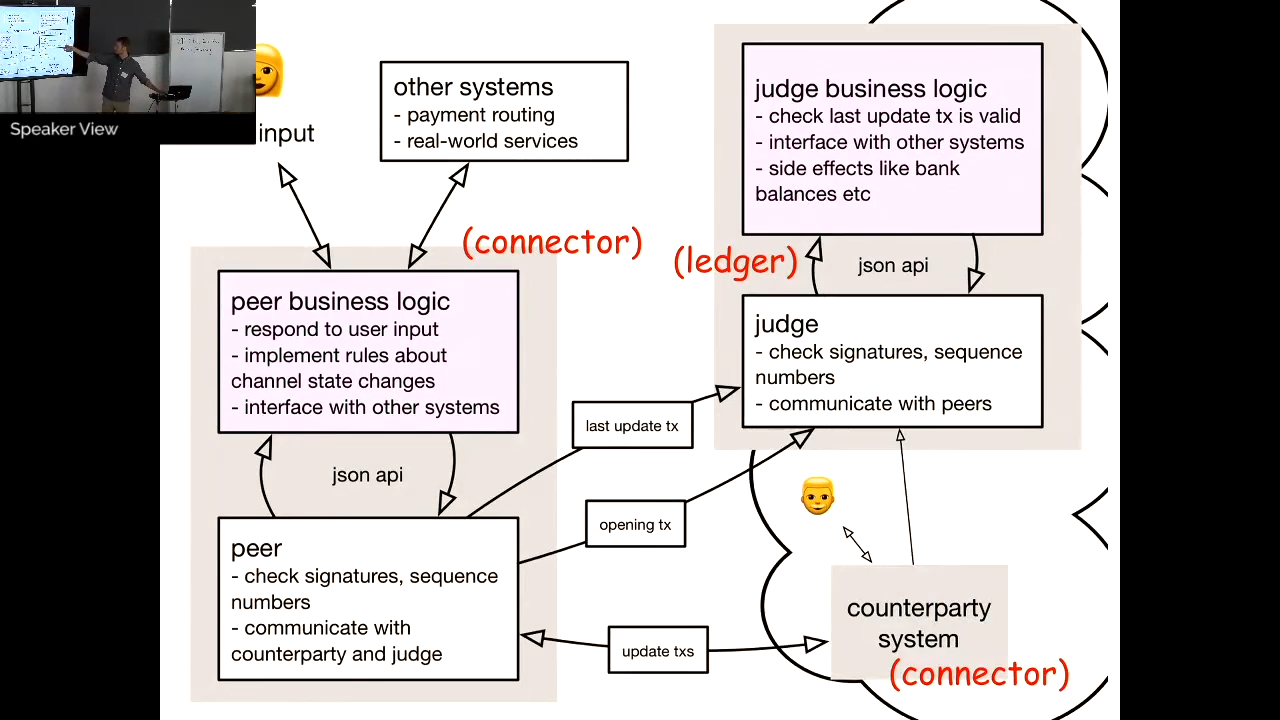 Speaker View
input
other systems
- payment routing
- real-world services
judge business logic
- check last update tx is valid
- interface with other systems
- side effects like bank
balances etc
(connector)
(ledger)
json api
peer business logic
- respond to user input
- implement rules about
channel state changes
- interface with other systems
judge
- check signatures, sequence
numbers
- communicate with peers
last update tx
json api
opening tx
peer
- check signatures, sequence
numbers
- communicate with
counterparty and judge
update txs
counterparty
system
(connector)